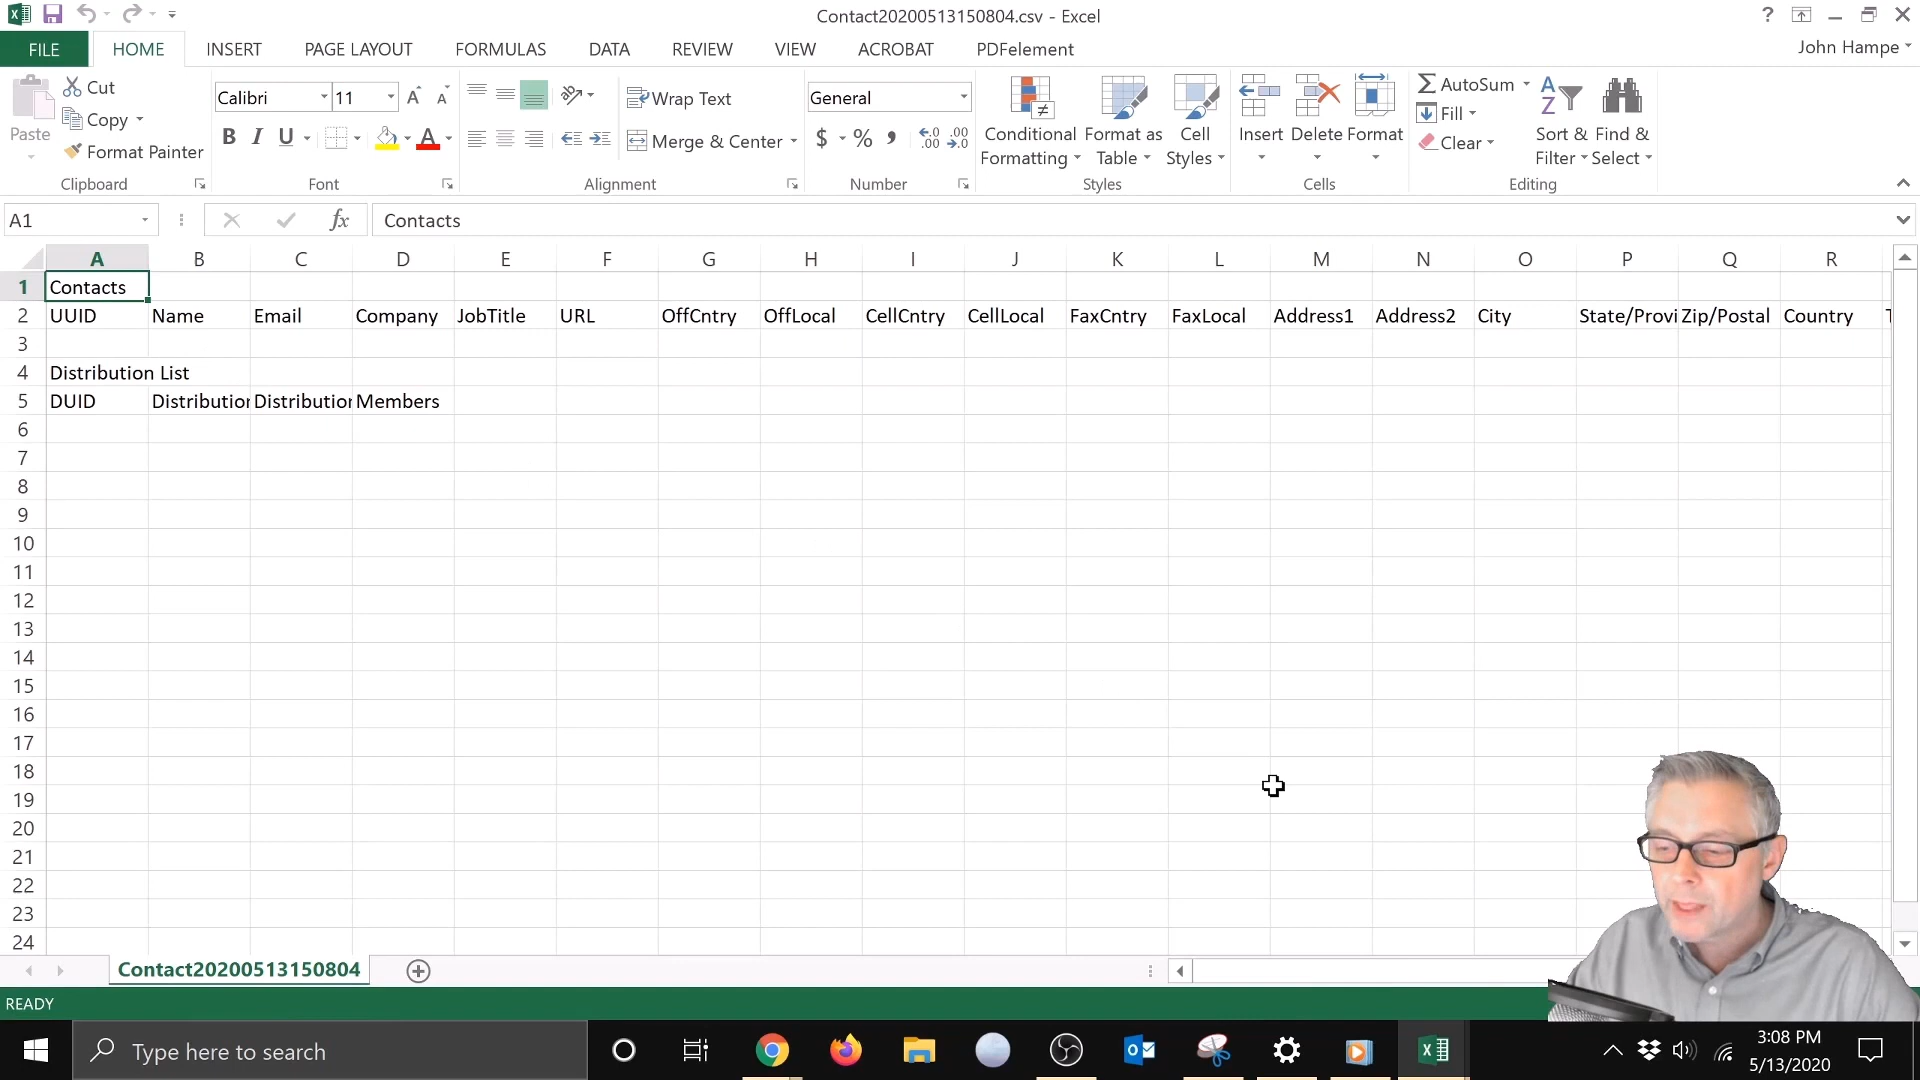 Contact20200513150804.csv - Excel
?
FILE HOME INSERT PAGE LAYOUT FORMULAS DATA REVIEW VIEW ACROBAT PDFelement
John Hampe
Paste
Cut
Copy
Format Painter
Clipboard
Calibri 11
B I U
Font
Wrap Text
Merge & Center
Alignment
General
$ %
Number
Conditional Formatting
Format as Table
Cell Styles
Styles
Insert Delete Format
Cells
AutoSum
Fill
Clear
Sort & Filter
Find & Select
Editing
A1
fx
Contacts
A B C D E F G H I J K L M N O P Q R
1 Contacts
2 UUID Name Email Company JobTitle URL OffCntry OffLocal CellCntry CellLocal FaxCntry FaxLocal Address1 Address2 City State/Provi Zip/Postal Country
3
4 Distribution List
5 DUID Distribution Distribution Members
6
7
8
9
10
11
12
13
14
15
16
17
18
19
20
21
22
23
24
Contact20200513150804
READY
Type here to search
3:08 PM
5/13/2020